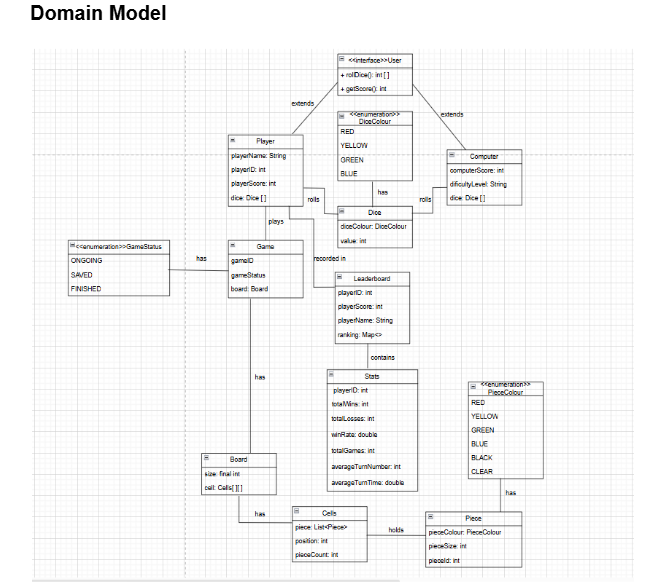 Domain Model
<<interface>>User
+ rollDice(): int [ ]
+ getScore(): int
extends
extends
<<enumeration>>
DiceColour
RED
YELLOW
GREEN
BLUE
Player
playerName: String
playerID: int
playerScore: int
dice: Dice [ ]
Computer
computerScore: int
dificultyLevel: String
dice: Dice [ ]
has
rolls
rolls
Dice
diceColour: DiceColour
value: int
plays
<<enumeration>>GameStatus
ONGOING
SAVED
FINISHED
has
Game
gameID
gameStatus
board: Board
recorded in
Leaderboard
playerID: int
playerScore: int
playerName: String
ranking: Map<>
contains
has
Stats
playerID: int
totalWins: int
totalLosses: int
winRate: double
totalGames: int
averageTurnNumber: int
averageTurnTime: double
<<enumeration>>
PieceColour
RED
YELLOW
GREEN
BLUE
BLACK
CLEAR
has
Board
size: final int
cell: Cells[ ][ ]
has
Cells
piece: List<Piece>
position: int
pieceCount: int
holds
Piece
pieceColour: PieceColour
pieceSize: int
pieceId: int